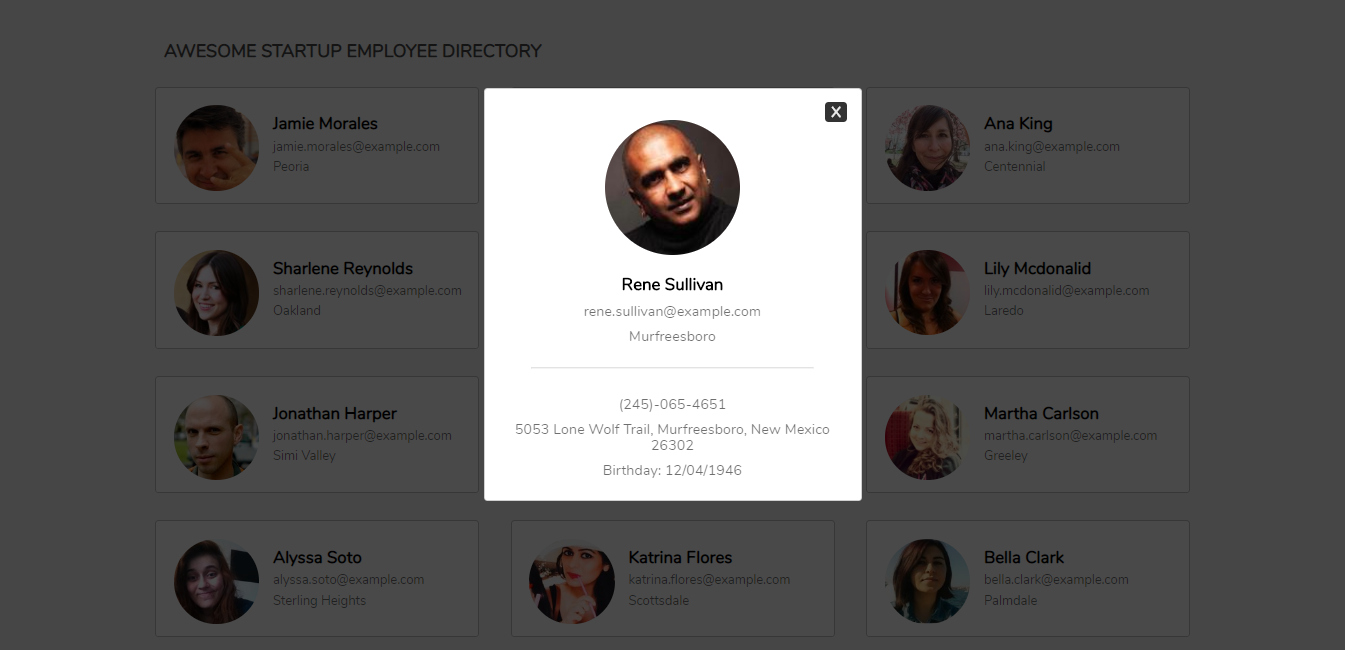 AWESOME STARTUP EMPLOYEE DIRECTORY
Jamie Morales
jamie.morales@example.com
Peoria
X
Rene Sullivan
rene.sullivan@example.com
Murfreesboro
(245)-065-4651
5053 Lone Wolf Trail, Murfreesboro, New Mexico
26302
Birthday: 12/04/1946
Ana King
ana.king@example.com
Centennial
Sharlene Reynolds
sharlene.reynolds@example.com
Oakland
Lily Mcdonalid
lily.mcdonalid@example.com
Laredo
Jonathan Harper
jonathan.harper@example.com
Simi Valley
Martha Carlson
martha.carlson@example.com
Greeley
Alyssa Soto
alyssa.soto@example.com
Sterling Heights
Katrina Flores
katrina.flores@example.com
Scottsdale
Bella Clark
bella.clark@example.com
Palmdale